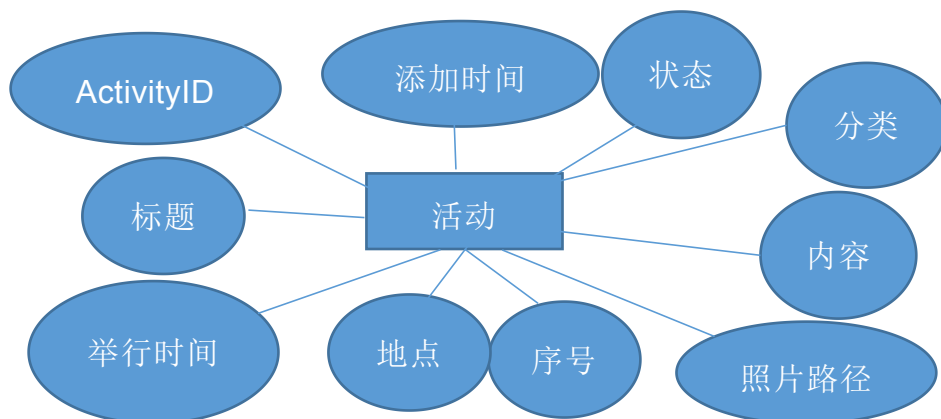 ActivityID
添加时间
状态
分类
标题
活动
内容
举行时间
地点
序号
照片路径